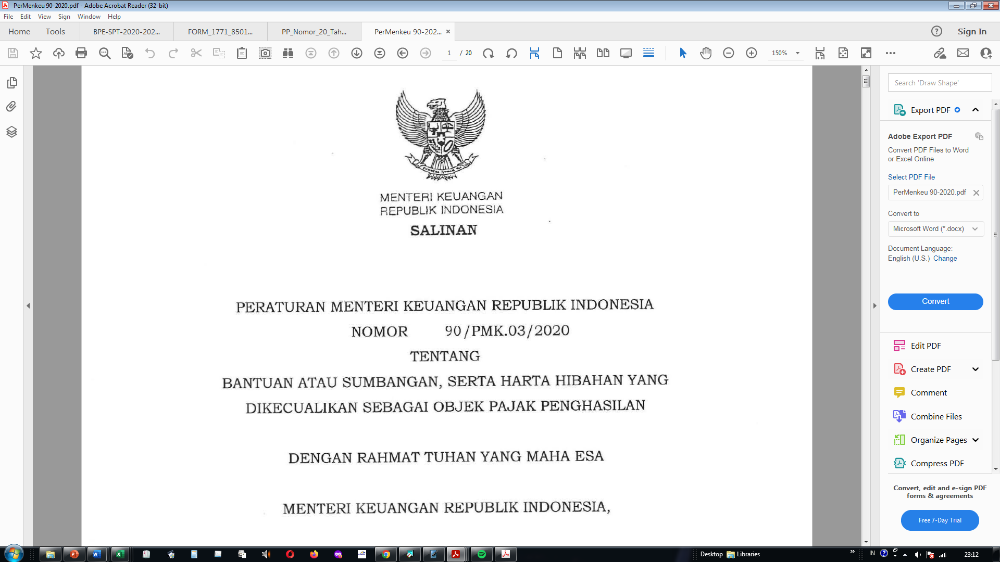 PerMenkeu 90-2020.pdf - Adobe Acrobat Reader (32-bit)
File Edit View Sign Window Help
Home Tools BPE-SPT-2020-202... FORM_1771_8501... PP_Nomor_20_Tah... PerMenkeu 90-202... Sign In
1 / 20 150%
MENTERI KEUANGAN
REPUBLIK INDONESIA
SALINAN
PERATURAN MENTERI KEUANGAN REPUBLIK INDONESIA
NOMOR 90/PMK.03/2020
TENTANG
BANTUAN ATAU SUMBANGAN, SERTA HARTA HIBAHAN YANG
DIKECUALIKAN SEBAGAI OBJEK PAJAK PENGHASILAN
DENGAN RAHMAT TUHAN YANG MAHA ESA
MENTERI KEUANGAN REPUBLIK INDONESIA,
Search 'Draw Shape'
Export PDF
Adobe Export PDF
Convert PDF Files to Word
or Excel Online
Select PDF File
PerMenkeu 90-2020.pdf
Convert to
Microsoft Word (*.docx)
Document Language:
English (U.S.) Change
Convert
Edit PDF
Create PDF
Comment
Combine Files
Organize Pages
Compress PDF
Convert, edit and e-sign PDF
forms & agreements
Free 7-Day Trial
Desktop Libraries IN 23:12